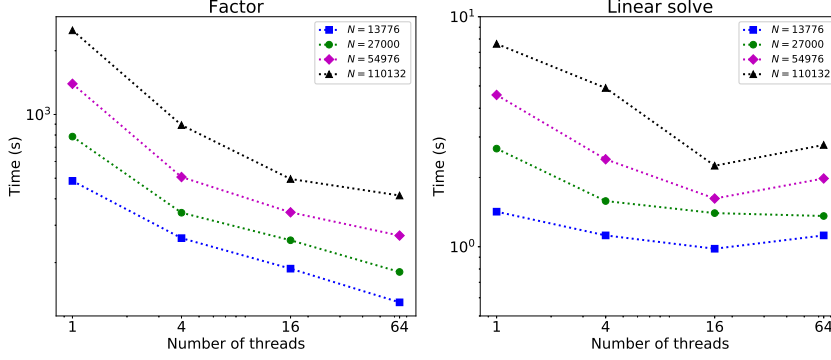 Factor
N = 13776
N = 27000
N = 54976
N = 110132
10³
Time (s)
1 4 16 64
Number of threads
Linear solve
N = 13776
N = 27000
N = 54976
N = 110132
10¹
10⁰
Time (s)
1 4 16 64
Number of threads